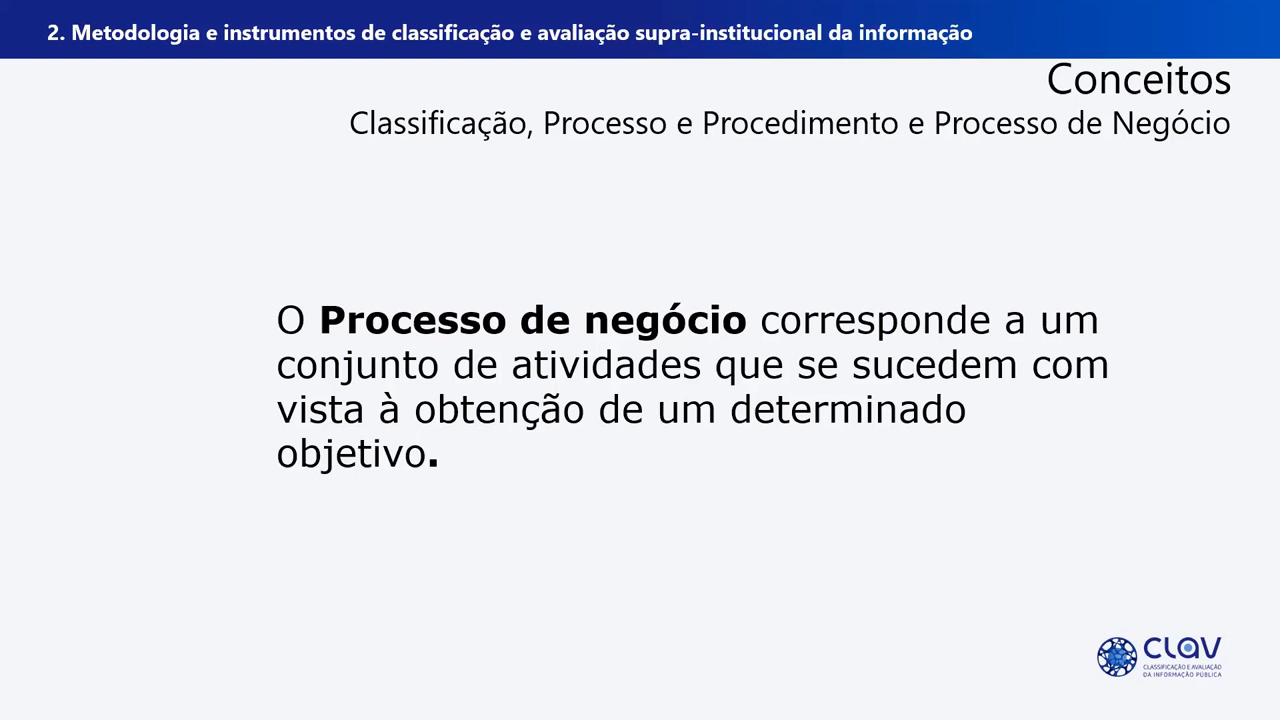 2. Metodologia e instrumentos de classificação e avaliação supra-institucional da informação
Conceitos
Classificação, Processo e Procedimento e Processo de Negócio
O Processo de negócio corresponde a um
conjunto de atividades que se sucedem com
vista à obtenção de um determinado
objetivo.
CLAV
CLASSIFICAÇÃO E AVALIAÇÃO
DA INFORMAÇÃO PÚBLICA